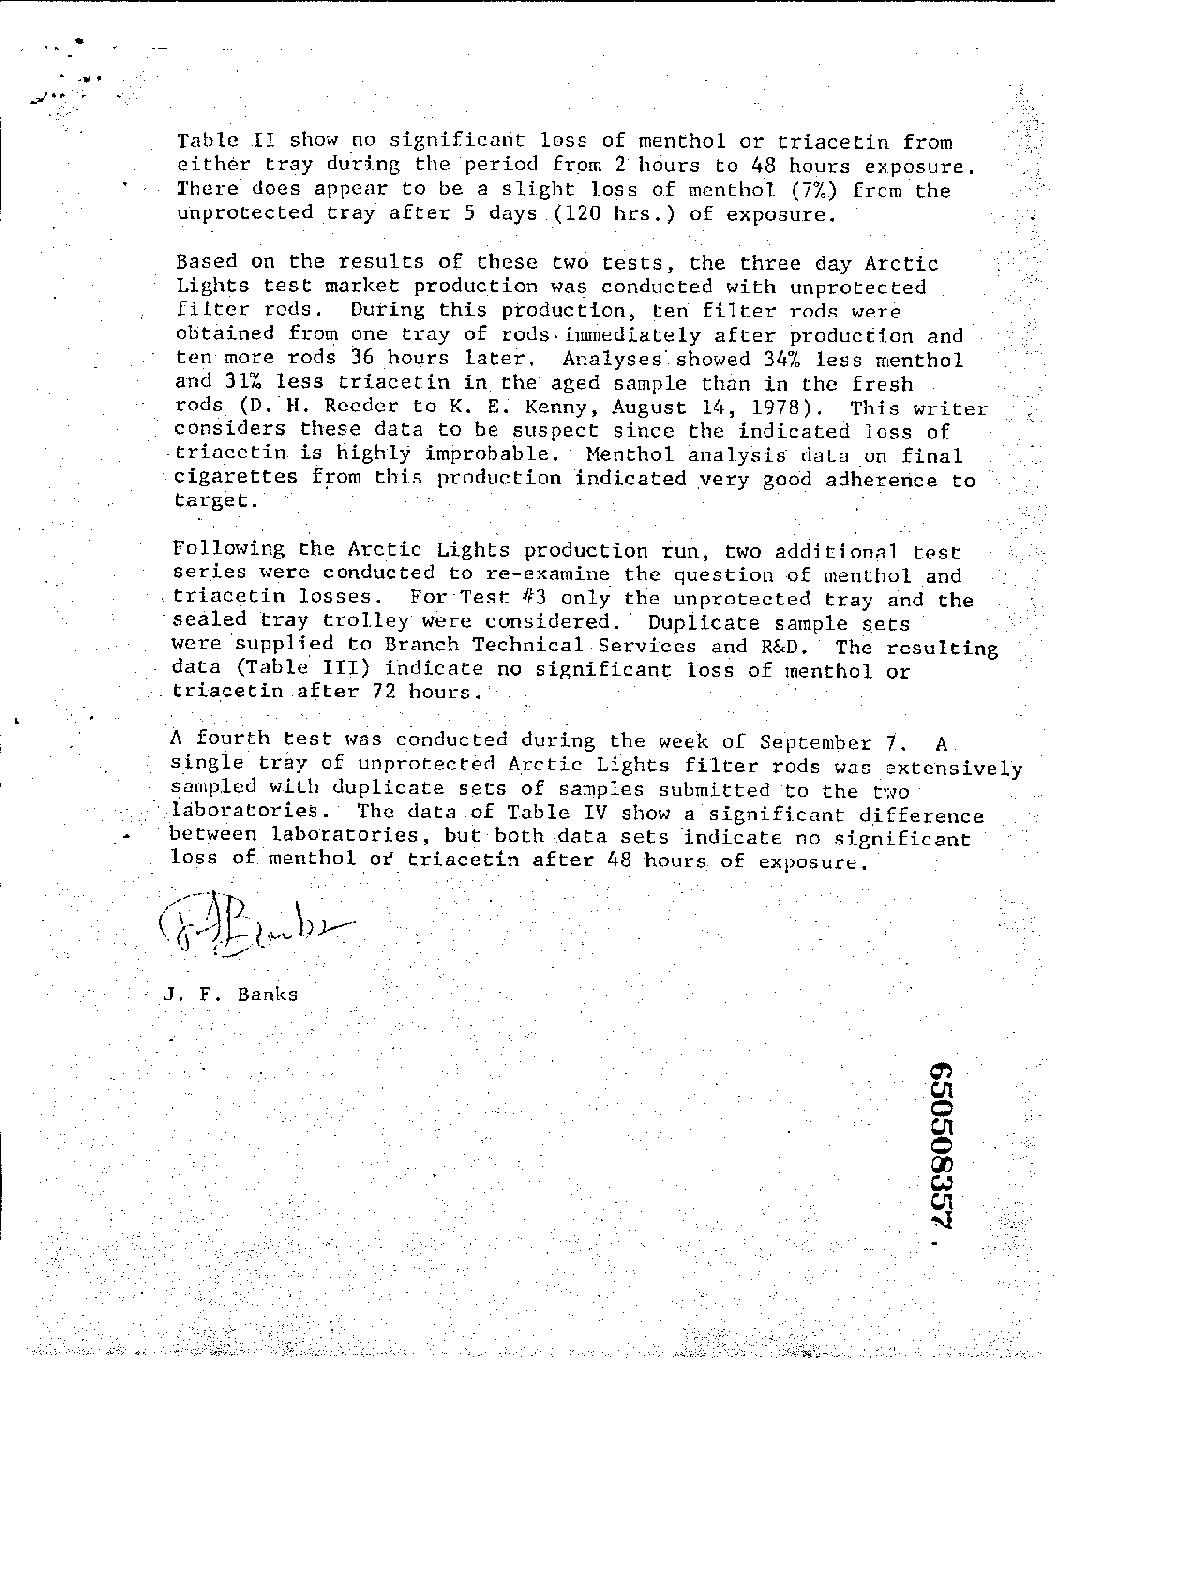 Table II show no significant loss of menthol or triacetin from
either tray during the period from 2 hours to 48 hours exposure.
There does appear to be a slight loss of menthol (7%) from the
unprotected tray after 5 days (120 hrs.) of exposure.
Based on the results of these two tests, the three day Arctic
Lights test market production was conducted with unprotected
filter rods. During this production, ten filter rods were
obtained from one tray of rods immediately after production and
ten more rods 36 hours later. Analyses showed 34% less menthol
and 31% less triacetin in the aged sample than in the fresh
rods (D. H. Reeder to K. E. Kenny, August 14, 1978). This writer
considers these data to be suspect since the indicated loss of
triacetin is highly improbable. Menthol analysis data on final
cigarettes from this production indicated very good adherence to
target.
Following the Arctic Lights production run, two additional test
series were conducted to re-examine the question of menthol and
triacetin losses. For Test #3 only the unprotected tray and the
sealed tray trolley were considered. Duplicate sample sets
were supplied to Branch Technical Services and R&D. The resulting
data (Table III) indicate no significant loss of menthol or
triacetin after 72 hours.
A fourth test was conducted during the week of September 7. A
single tray of unprotected Arctic Lights filter rods was extensively
sampled with duplicate sets of samples submitted to the two
laboratories. The data of Table IV show a significant difference
between laboratories, but both data sets indicate no significant
loss of menthol or triacetin after 48 hours of exposure.
J. F. Banks
650508357